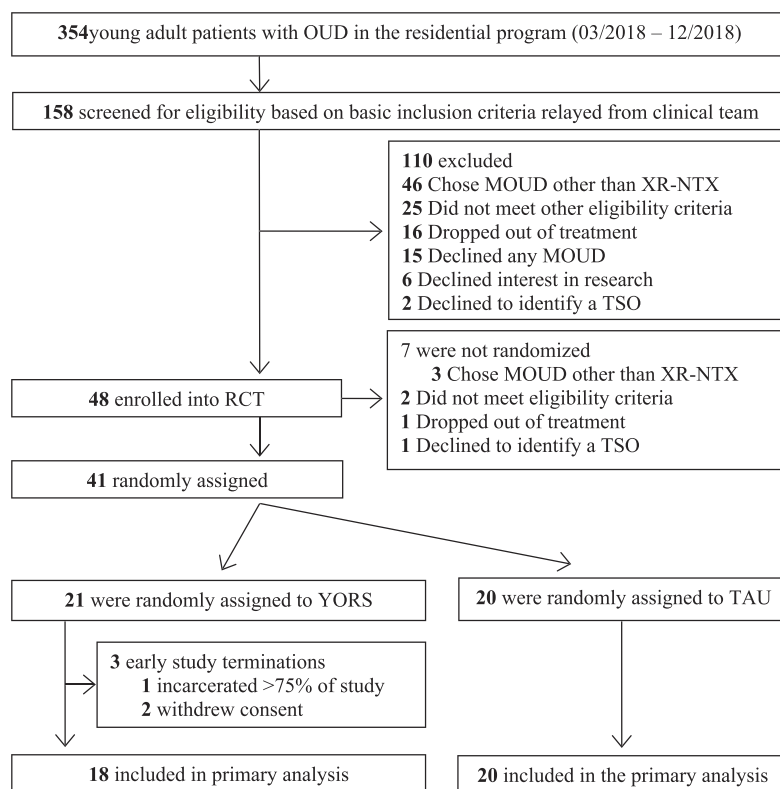 354young adult patients with OUD in the residential program (03/2018 – 12/2018)
158 screened for eligibility based on basic inclusion criteria relayed from clinical team
110 excluded
46 Chose MOUD other than XR-NTX
25 Did not meet other eligibility criteria
16 Dropped out of treatment
15 Declined any MOUD
6 Declined interest in research
2 Declined to identify a TSO
7 were not randomized
3 Chose MOUD other than XR-NTX
2 Did not meet eligibility criteria
1 Dropped out of treatment
1 Declined to identify a TSO
48 enrolled into RCT
41 randomly assigned
21 were randomly assigned to YORS
20 were randomly assigned to TAU
3 early study terminations
1 incarcerated >75% of study
2 withdrew consent
18 included in primary analysis
20 included in the primary analysis